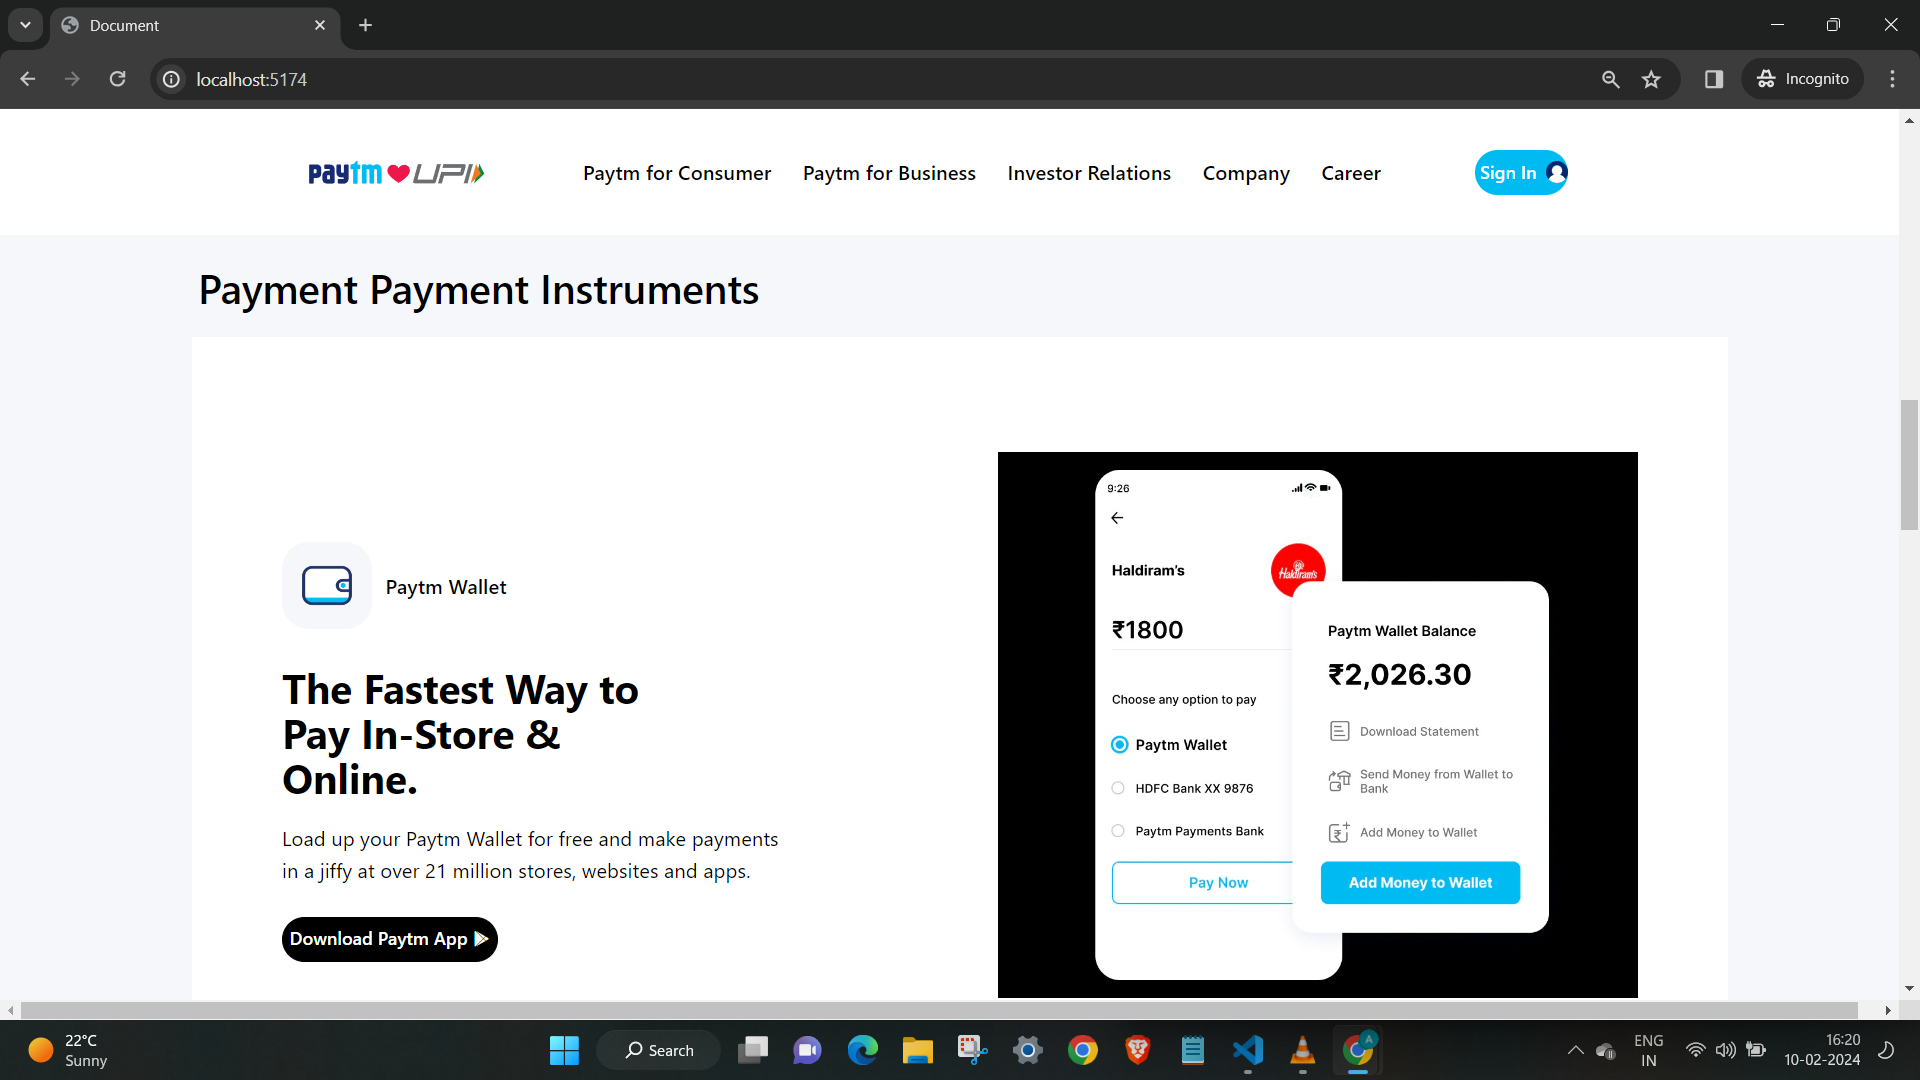 Document
localhost:5174
Incognito
paytm UPI
Paytm for Consumer
Paytm for Business
Investor Relations
Company
Career
Sign In
Payment Payment Instruments
Paytm Wallet
The Fastest Way to
Pay In-Store &
Online.
Load up your Paytm Wallet for free and make payments
in a jiffy at over 21 million stores, websites and apps.
Download Paytm App
9:26
Haldiram's
Haldiram's
₹1800
Choose any option to pay
Paytm Wallet
HDFC Bank XX 9876
Paytm Payments Bank
Pay Now
Paytm Wallet Balance
₹2,026.30
Download Statement
Send Money from Wallet to
Bank
Add Money to Wallet
Add Money to Wallet
22°C
Sunny
Search
A
ENG
IN
16:20
10-02-2024